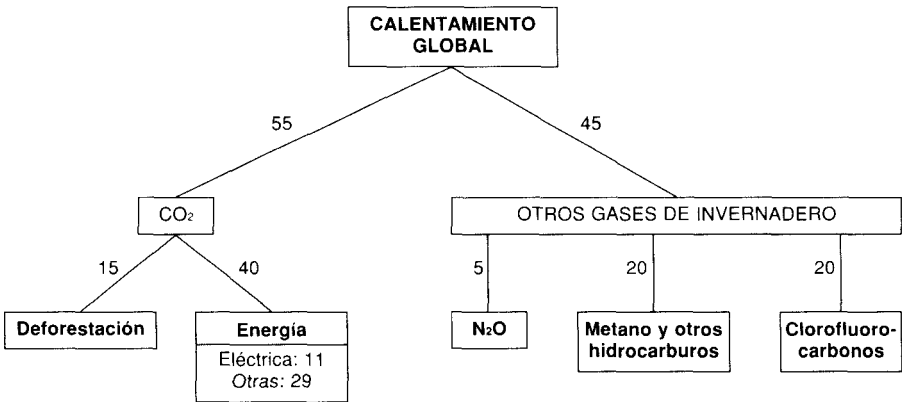 CALENTAMIENTO
GLOBAL
55
45
CO₂
OTROS GASES DE INVERNADERO
15
40
5
20
20
Deforestación
Energía
Eléctrica: 11
Otras: 29
N₂O
Metano y otros
hidrocarburos
Clorofluoro-
carbonos